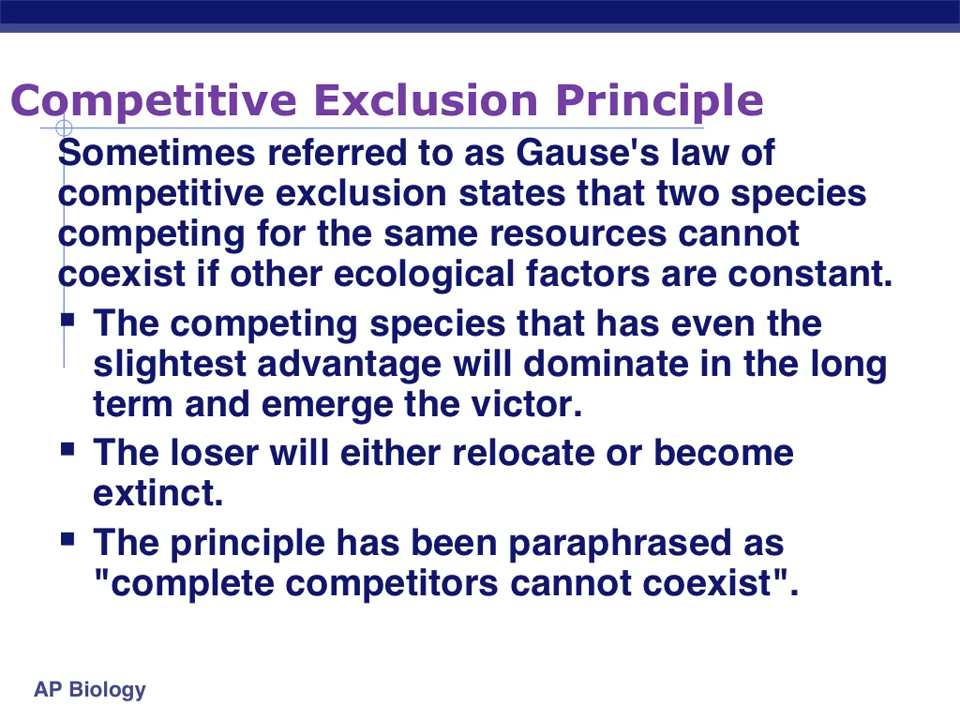 Competitive Exclusion Principle
Sometimes referred to as Gause's law of
competitive exclusion states that two species
competing for the same resources cannot
coexist if other ecological factors are constant.
The competing species that has even the
slightest advantage will dominate in the long
term and emerge the victor.
The loser will either relocate or become
extinct.
The principle has been paraphrased as
"complete competitors cannot coexist".
AP Biology